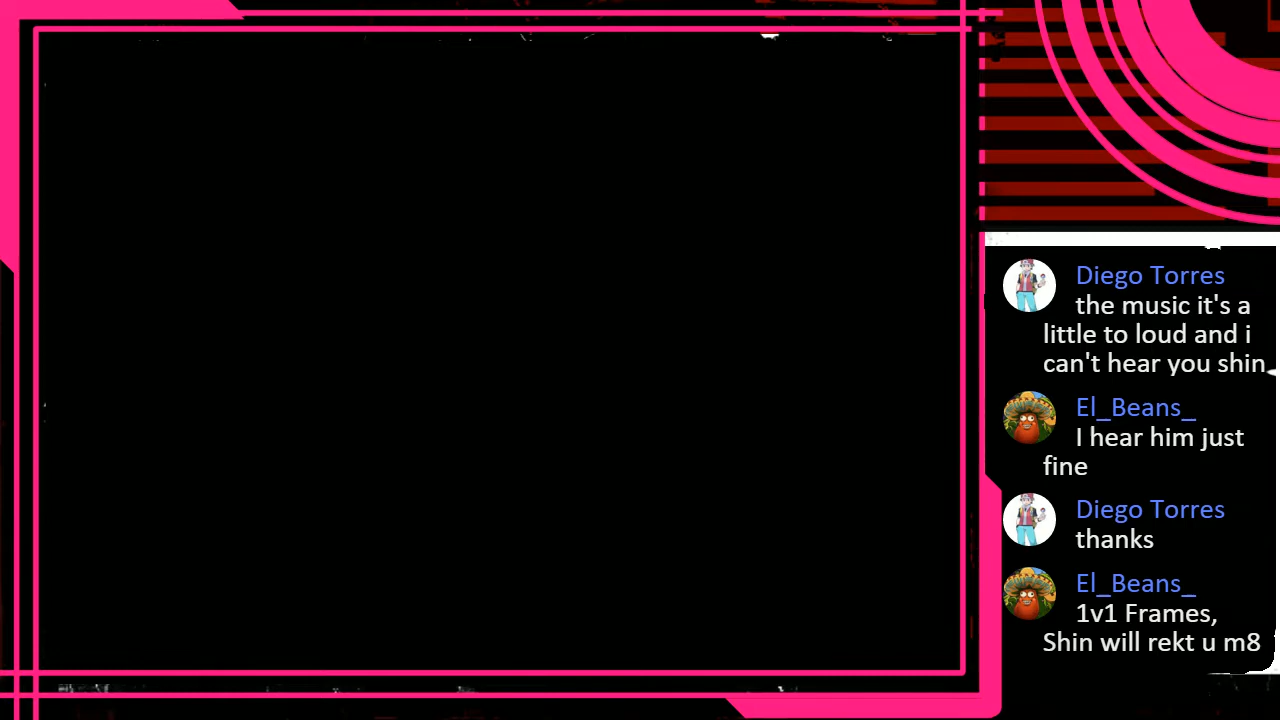 Diego Torres
the music it's a
little to loud and i
can't hear you shin
El_Beans_
I hear him just
fine
Diego Torres
thanks
El_Beans_
1v1 Frames,
Shin will rekt u m8